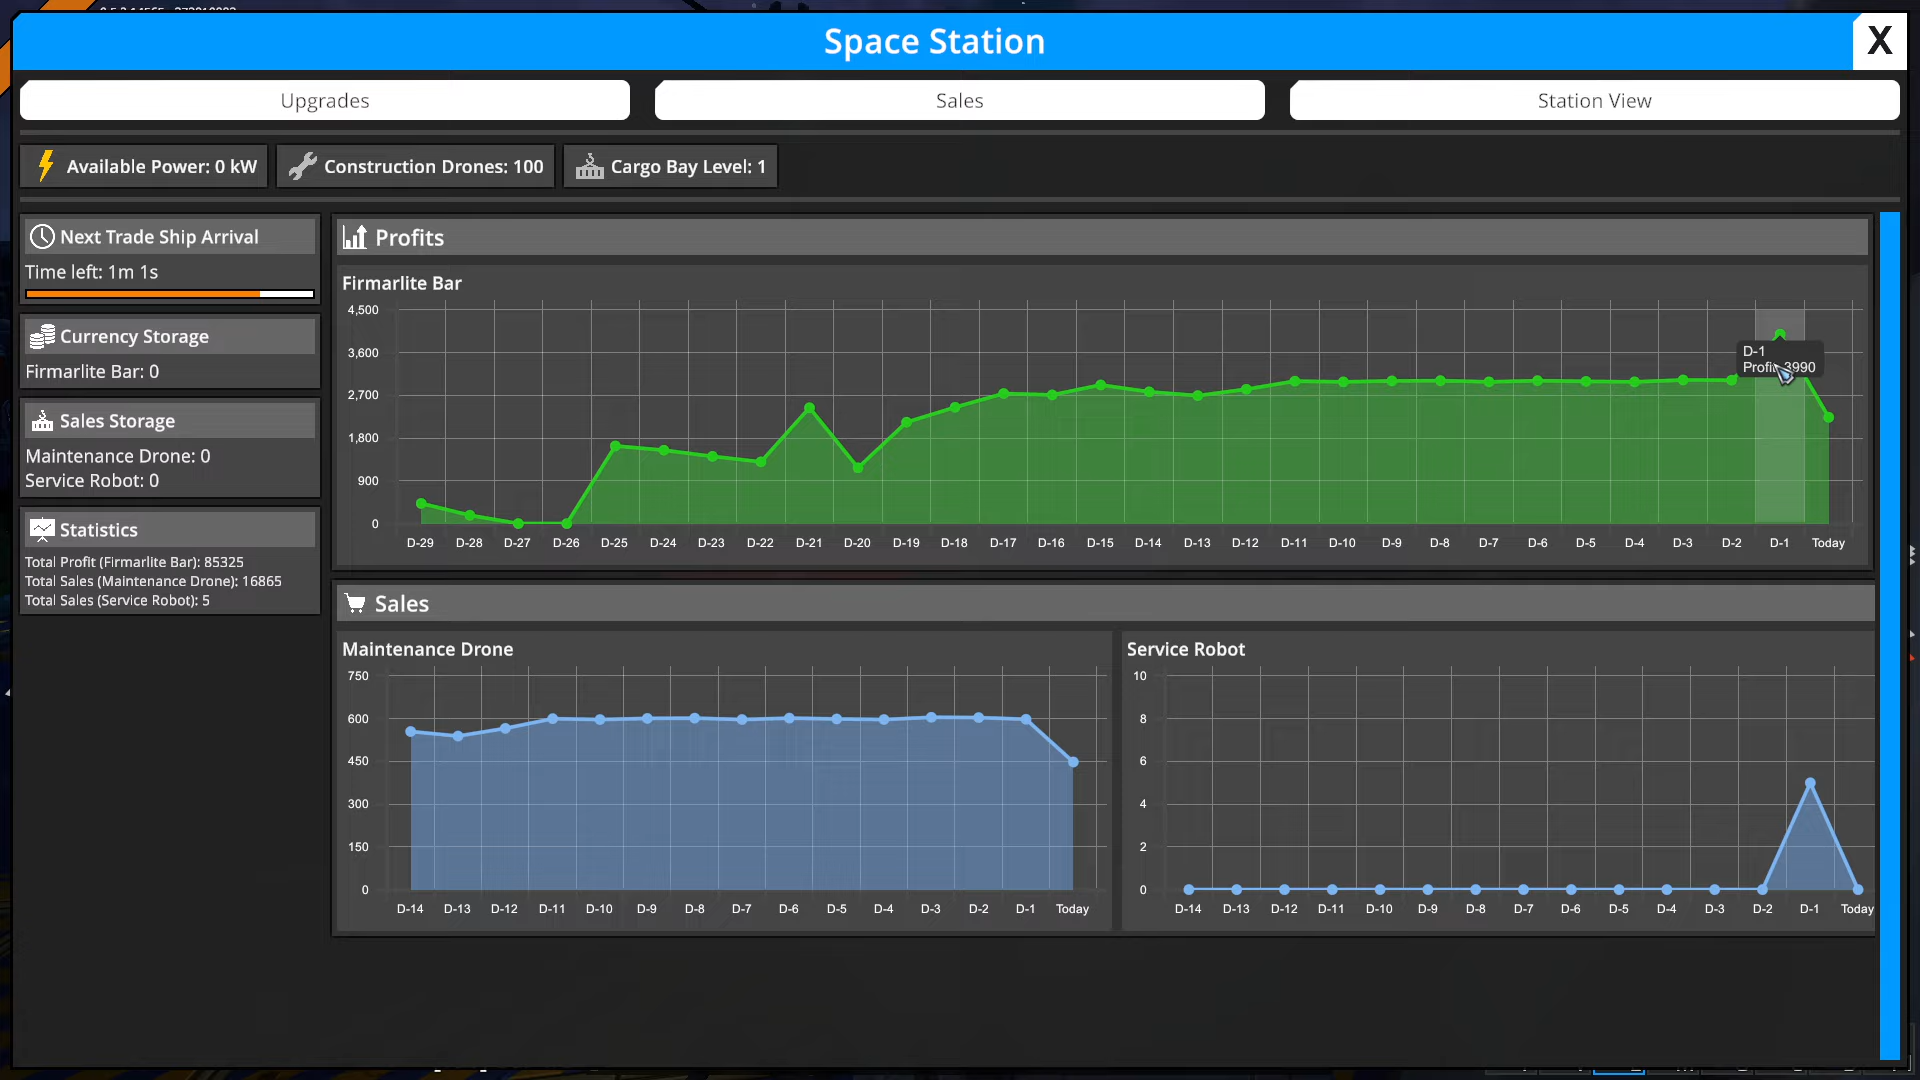 Space Station
X
Upgrades
Sales
Station View
Available Power: 0 kW
Construction Drones: 100
Cargo Bay Level: 1
Next Trade Ship Arrival
Time left: 1m 1s
Currency Storage
Firmarlite Bar: 0
Sales Storage
Maintenance Drone: 0
Service Robot: 0
Statistics
Total Profit (Firmarlite Bar): 85325
Total Sales (Maintenance Drone): 16865
Total Sales (Service Robot): 5
Profits
Firmarlite Bar
4,500
3,600
2,700
1,800
900
0
D-1
Profit: 3990
D-29 D-28 D-27 D-26 D-25 D-24 D-23 D-22 D-21 D-20 D-19 D-18 D-17 D-16 D-15 D-14 D-13 D-12 D-11 D-10 D-9 D-8 D-7 D-6 D-5 D-4 D-3 D-2 D-1 Today
Sales
Maintenance Drone
750
600
450
300
150
0
D-14 D-13 D-12 D-11 D-10 D-9 D-8 D-7 D-6 D-5 D-4 D-3 D-2 D-1 Today
Service Robot
10
8
6
4
2
0
D-14 D-13 D-12 D-11 D-10 D-9 D-8 D-7 D-6 D-5 D-4 D-3 D-2 D-1 Today